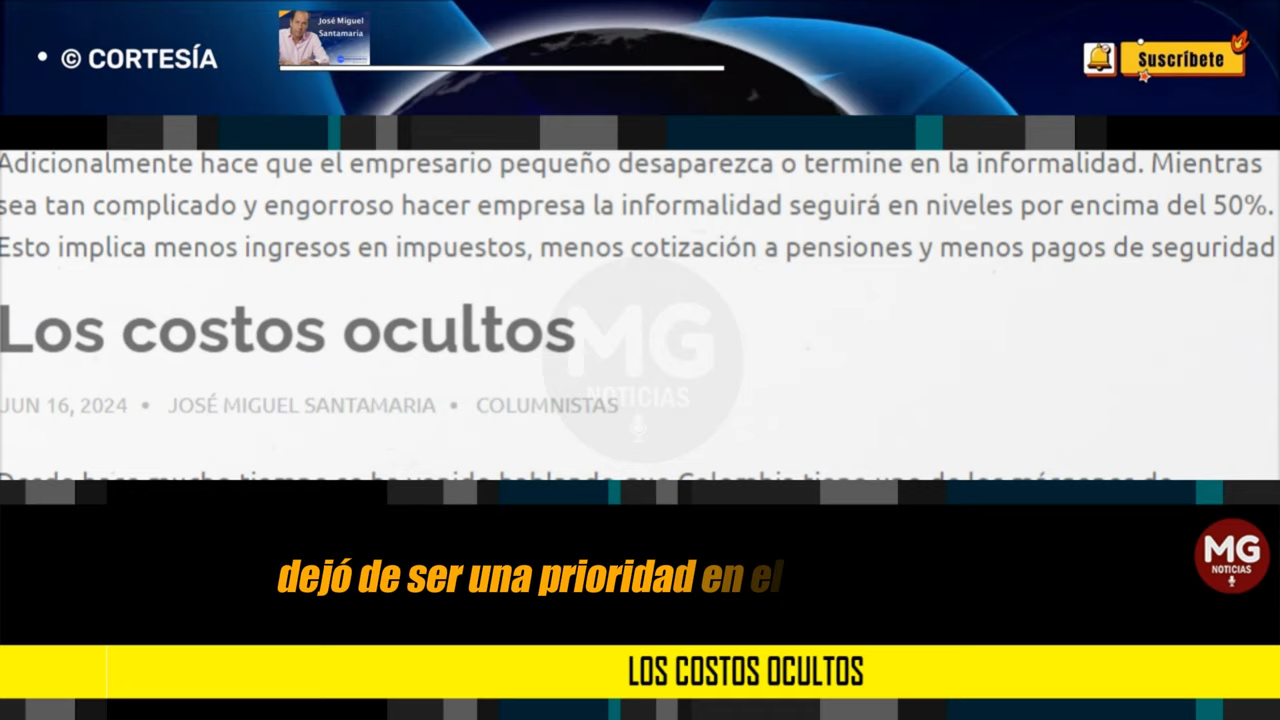 José Miguel
Santamaría
• © CORTESÍA
Suscríbete
Adicionalmente hace que el empresario pequeño desaparezca o termine en la informalidad. Mientras
sea tan complicado y engorroso hacer empresa la informalidad seguirá en niveles por encima del 50%.
Esto implica menos ingresos en impuestos, menos cotización a pensiones y menos pagos de seguridad
Los costos ocultos
JUN 16, 2024 • JOSÉ MIGUEL SANTAMARIA • COLUMNISTAS
MG
NOTICIAS
dejó de ser una prioridad en el
MG
NOTICIAS
LOS COSTOS OCULTOS